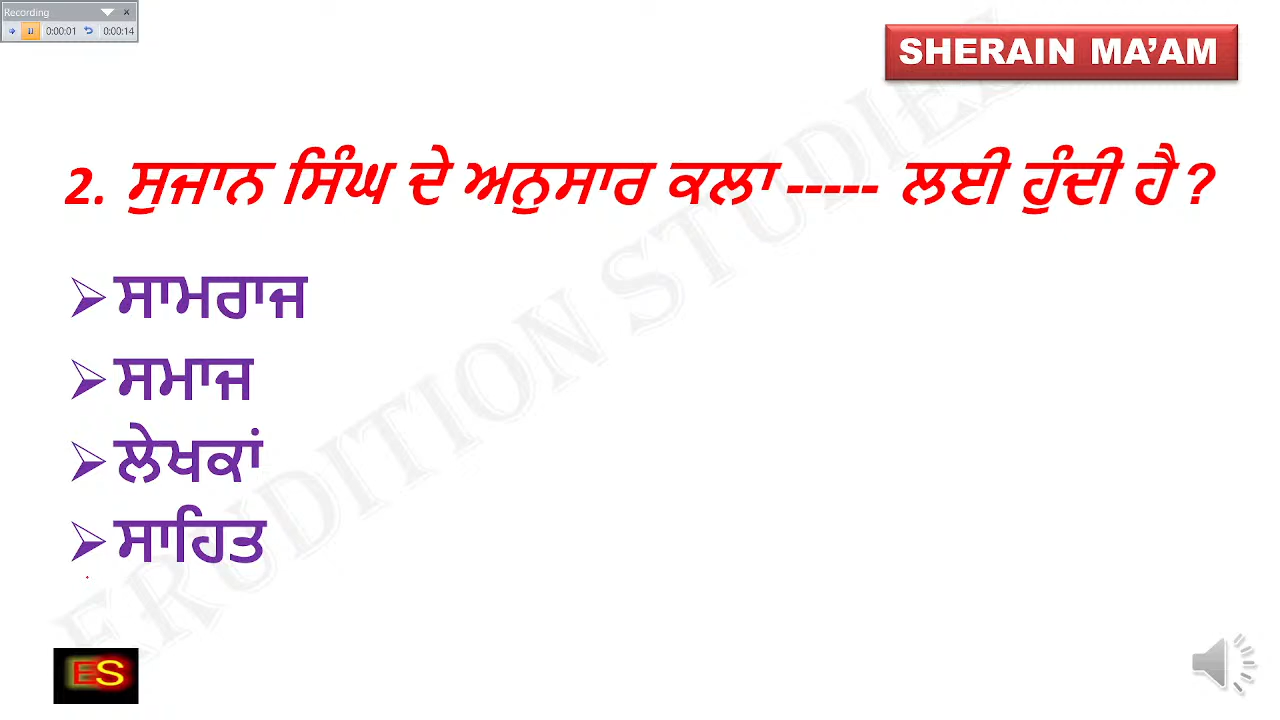 Recording
0:00:01 0:00:14
SHERAIN MA’AM
2. ਸੁਜਾਨ ਸਿੰਘ ਦੇ ਅਨੁਸਾਰ ਕਲਾ ----- ਲਈ ਹੁੰਦੀ ਹੈ ?
ਸਾਮਰਾਜ
ਸਮਾਜ
ਲੇਖਕਾਂ
ਸਾਹਿਤ
ERUDITION STUDIES
ES